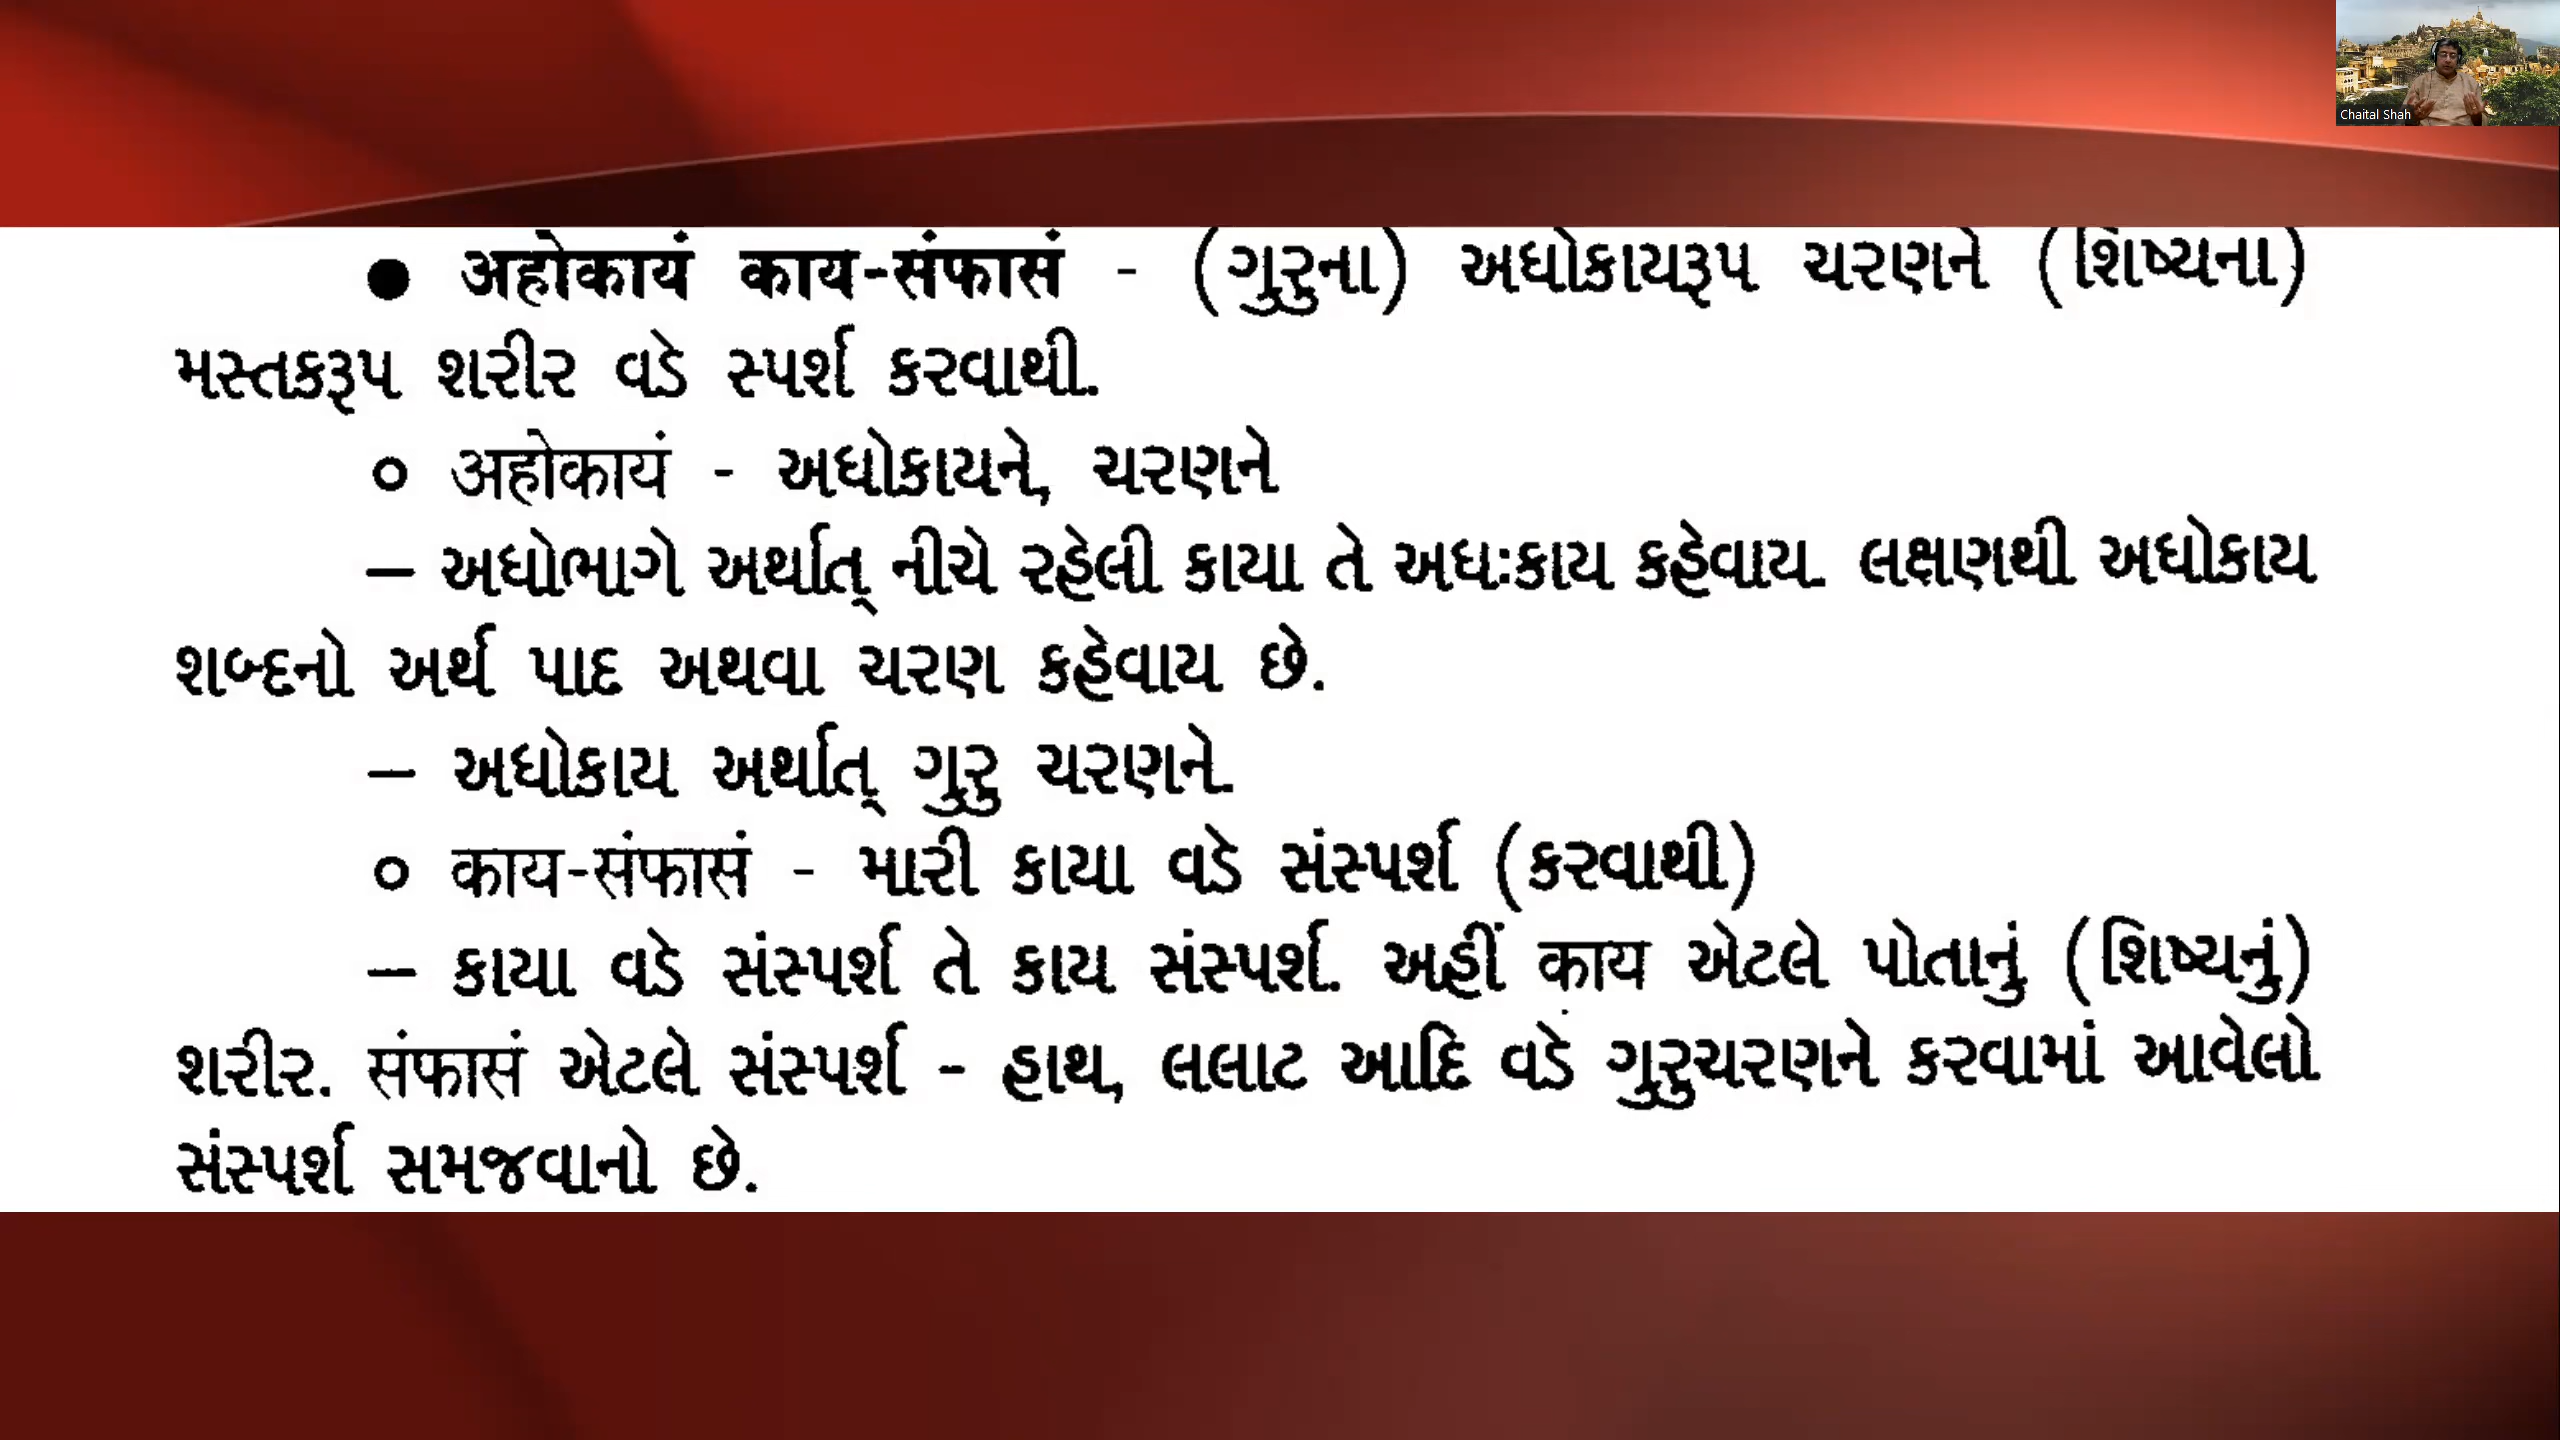 Chaital Shah
● अहोकायं काय-संफासं - (ગુરુના) અધોકાયરૂપ ચરણને (શિષ્યના)
મસ્તકરૂપ શરીર વડે સ્પર્શ કરવાથી.
० अहोकायं - અધોકાયને, ચરણને
– અધોભાગે અર્થાત્ નીચે રહેલી કાયા તે અધઃકાય કહેવાય. લક્ષણથી અધોકાય
શબ્દનો અર્થ પાદ અથવા ચરણ કહેવાય છે.
– અધોકાય અર્થાત્ ગુરુ ચરણને.
० काय-संफासं - મારી કાયા વડે સંસ્પર્શ (કરવાથી)
– કાયા વડે સંસ્પર્શ તે કાય સંસ્પર્શ. અહીં काय એટલે પોતાનું (શિષ્યનું)
શરીર. संफासं એટલે સંસ્પર્શ - હાથ, લલાટ આદિ વડે ગુરુચરણને કરવામાં આવેલો
સંસ્પર્શ સમજવાનો છે.